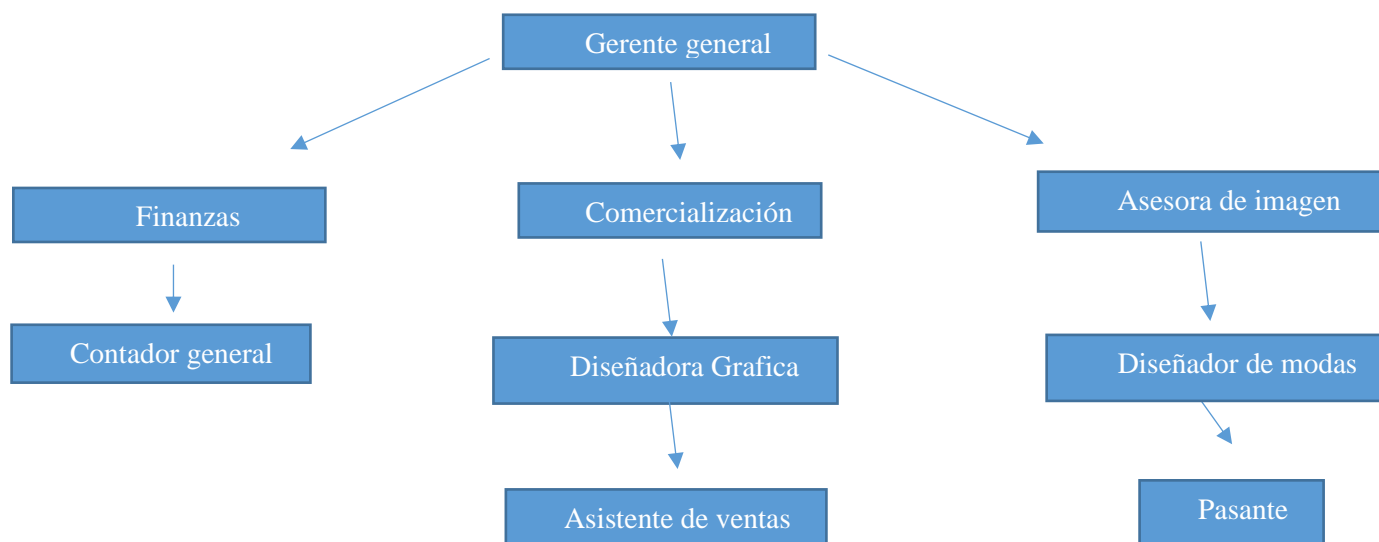 Gerente general
Finanzas
Comercialización
Asesora de imagen
Contador general
Diseñadora Grafica
Diseñador de modas
Asistente de ventas
Pasante